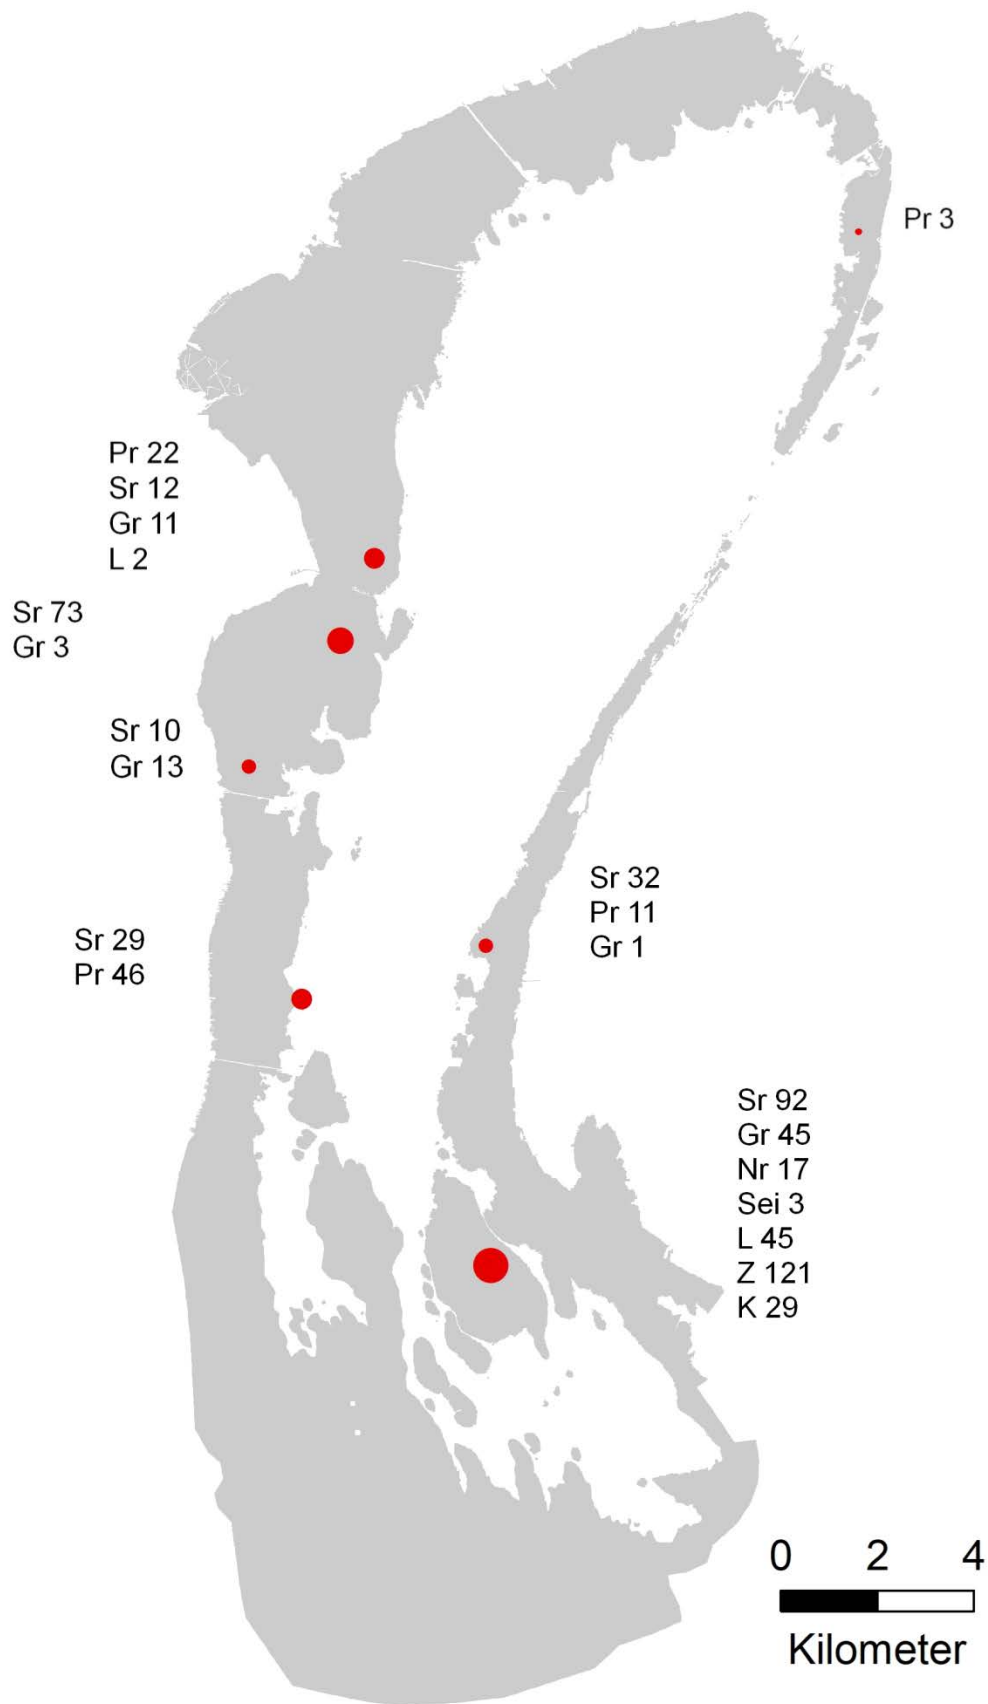 Pr 3
Pr 22
Sr 12
Gr 11
L 2
Sr 73
Gr 3
Sr 10
Gr 13
Sr 32
Pr 11
Gr 1
Sr 29
Pr 46
Sr 92
Gr 45
Nr 17
Sei 3
L 45
Z 121
K 29
0 2 4
Kilometer